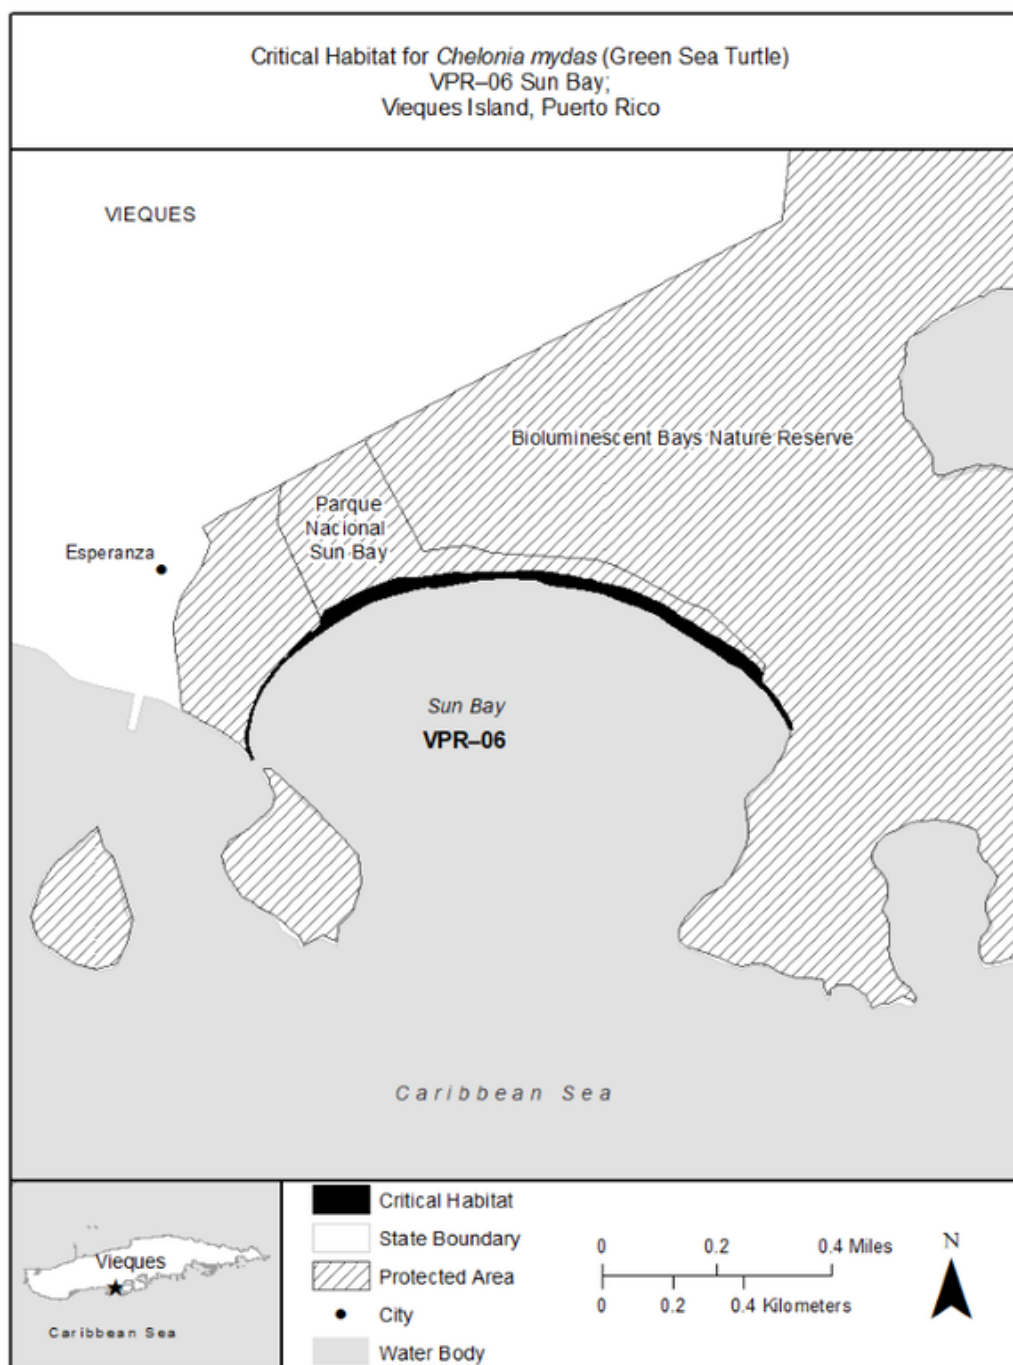 Critical Habitat for Chelonia mydas (Green Sea Turtle)
VPR–06 Sun Bay;
Vieques Island, Puerto Rico
VIEQUES
Bioluminescent Bays Nature Reserve
Parque
Nacional
Sun Bay
Esperanza
Sun Bay
VPR–06
Caribbean Sea
Vieques
Caribbean Sea
Critical Habitat
State Boundary
Protected Area
City
Water Body
0 0.2 0.4 Miles
0 0.2 0.4 Kilometers
N